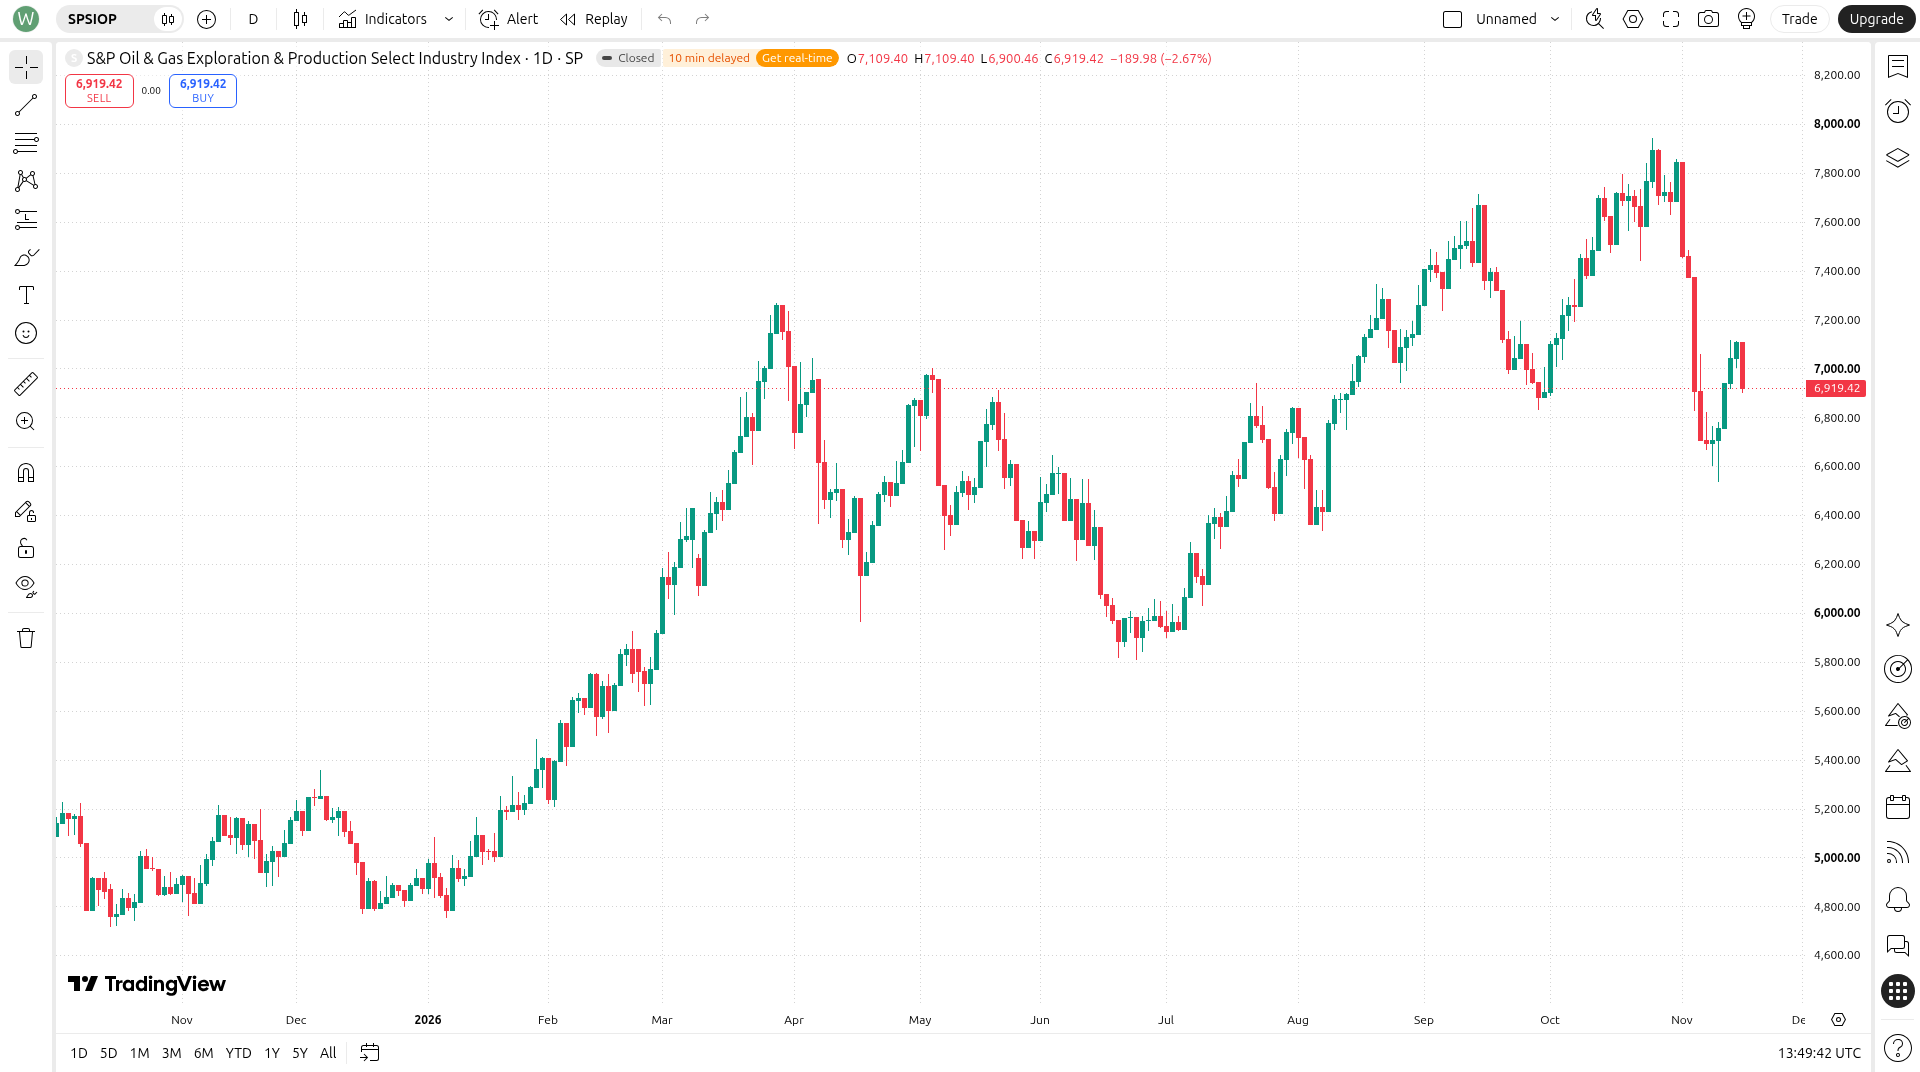 W
SPSIOP
D
Indicators
Alert
Replay
Unnamed
Trade
Upgrade
S
S&P Oil & Gas Exploration & Production Select Industry Index · 1D · SP
Closed
10 min delayed
Get real-time
O7,109.40 H7,109.40 L6,900.46 C6,919.42 −189.98 (−2.67%)
6,919.42
SELL
0.00
6,919.42
BUY
8,200.00
8,000.00
7,800.00
7,600.00
7,400.00
7,200.00
7,000.00
6,919.42
6,800.00
6,600.00
6,400.00
6,200.00
6,000.00
5,800.00
5,600.00
5,400.00
5,200.00
5,000.00
4,800.00
4,600.00
TradingView
Nov Dec 2026 Feb Mar Apr May Jun Jul Aug Sep Oct Nov De
1D 5D 1M 3M 6M YTD 1Y 5Y All
13:49:42 UTC